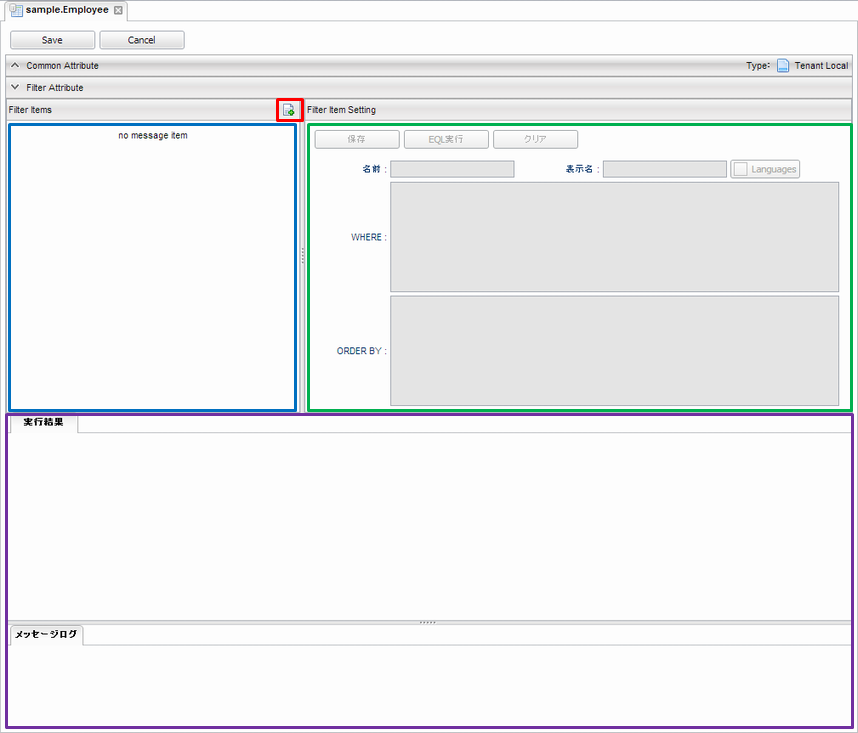 sample.Employee
Save Cancel
Common Attribute Type: Tenant Local
Filter Attribute
Filter Items Filter Item Setting
no message item
保存 EQL実行 クリア
名前 : 表示名 : Languages
WHERE :
ORDER BY :
実行結果
メッセージログ